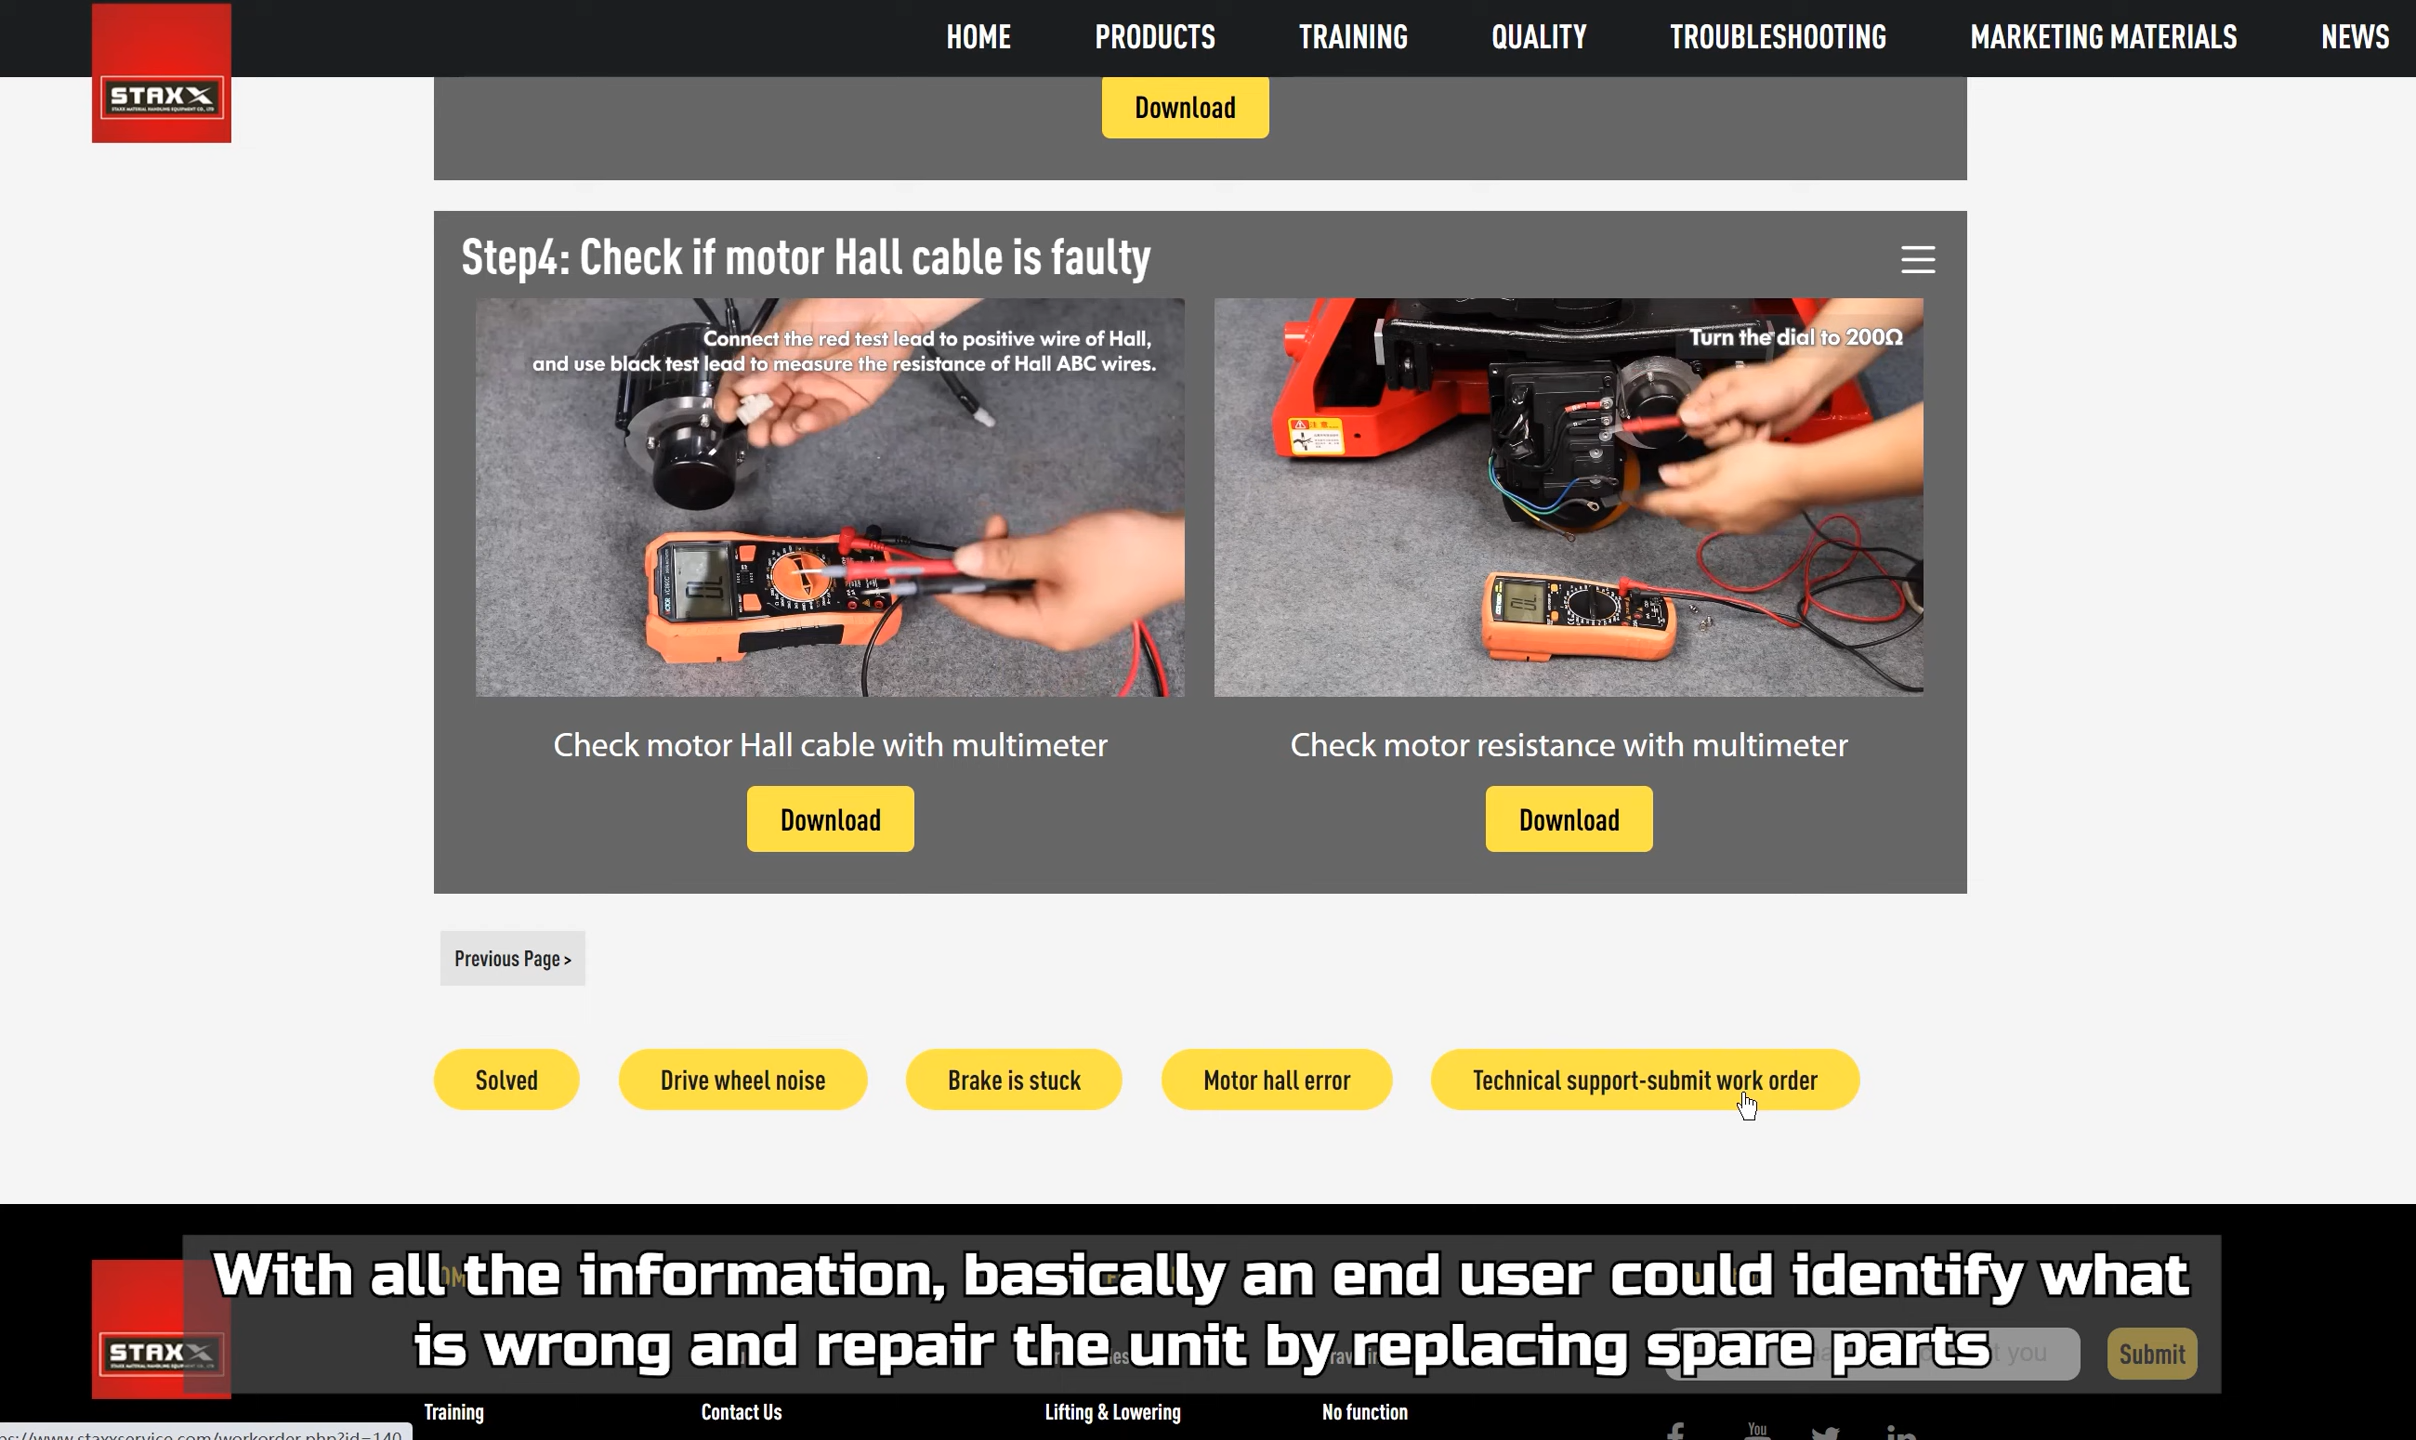 HOME PRODUCTS TRAINING QUALITY TROUBLESHOOTING MARKETING MATERIALS NEWS
STAXX
Download
Step4: Check if motor Hall cable is faulty
Connect the red test lead to positive wire of Hall,
and use black test lead to measure the resistance of Hall ABC wires.
Turn the dial to 200Ω
Check motor Hall cable with multimeter
Check motor resistance with multimeter
Download
Download
Previous Page >
Solved
Drive wheel noise
Brake is stuck
Motor hall error
Technical support-submit work order
With all the information, basically an end user could identify what
is wrong and repair the unit by replacing spare parts
STAXX
you
Submit
Training
Contact Us
Lifting & Lowering
No function
You